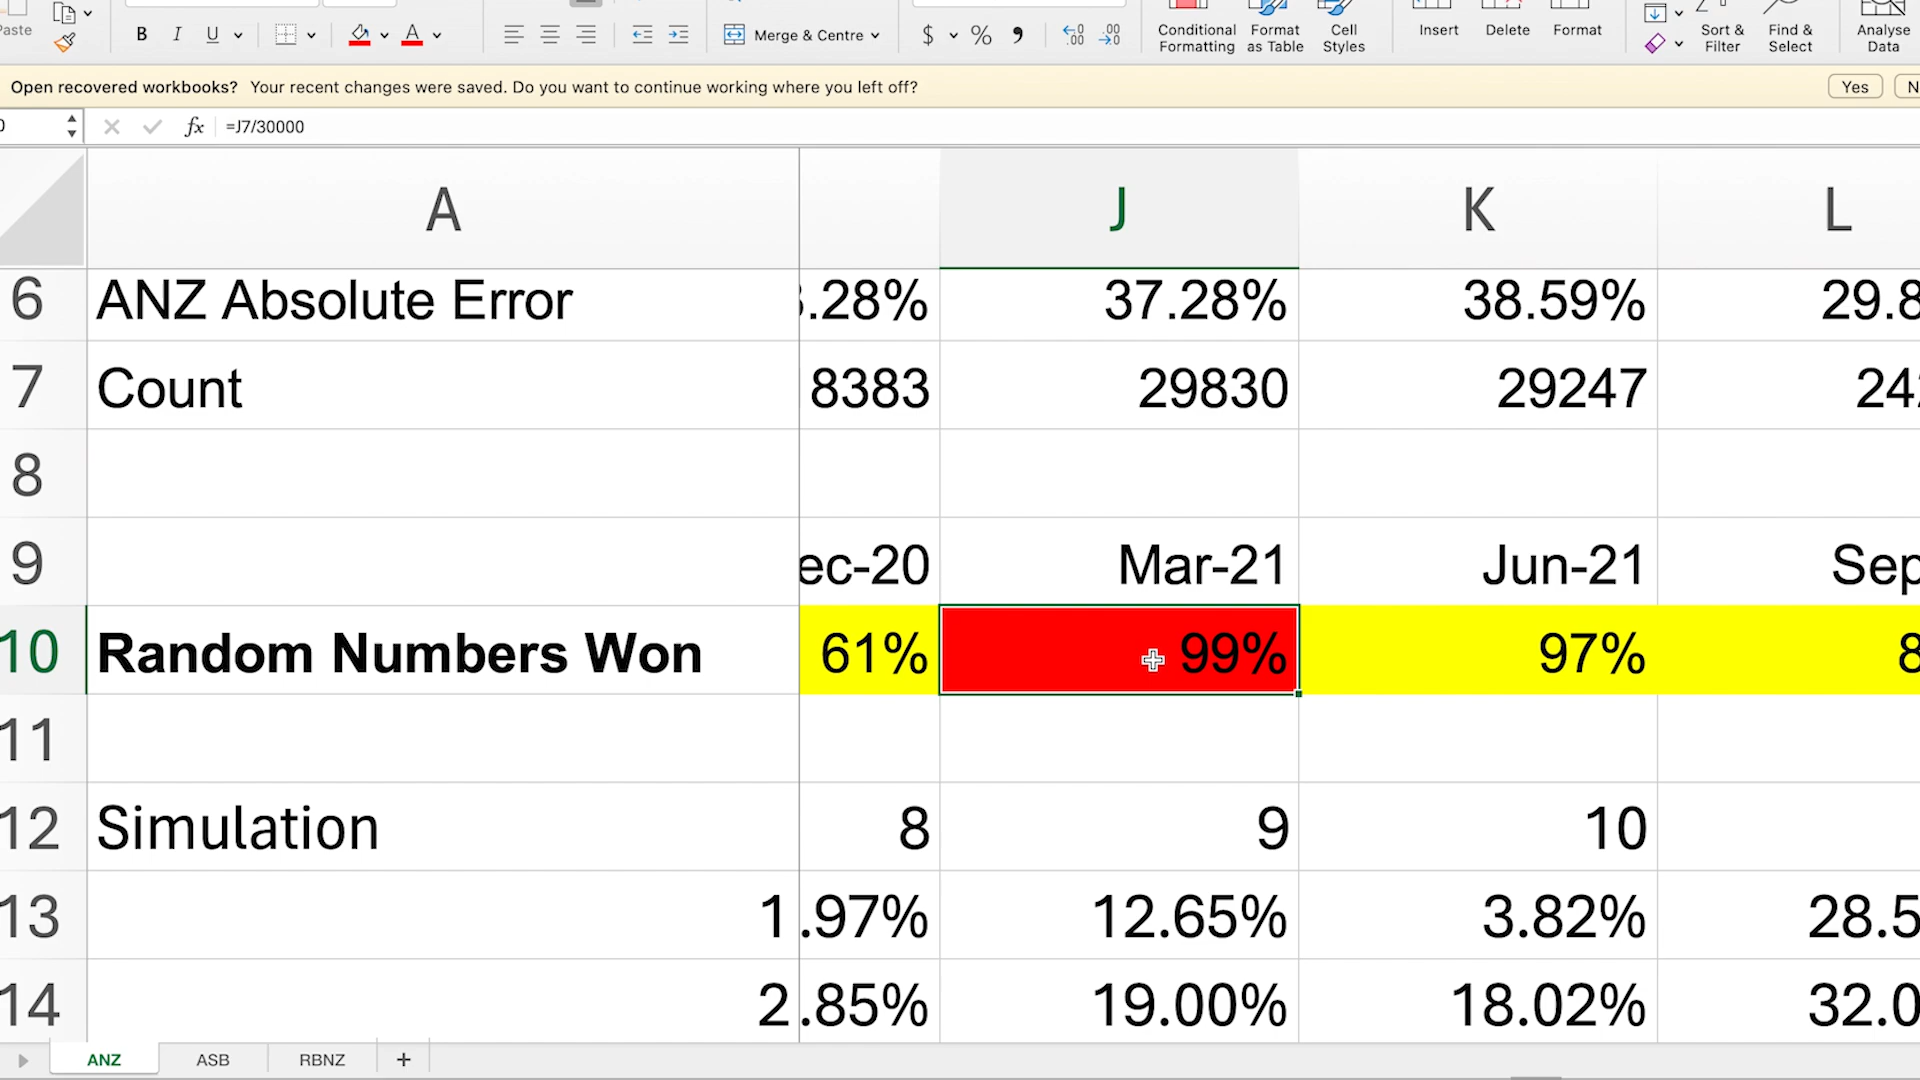 Paste
B I U
Merge & Centre
$ % ,
Conditional Formatting
Format as Table
Cell Styles
Insert
Delete
Format
Sort & Filter
Find & Select
Analyse Data
Open recovered workbooks? Your recent changes were saved. Do you want to continue working where you left off? Yes
fx =J7/30000
A J K L
6 ANZ Absolute Error .28% 37.28% 38.59% 29.8
7 Count 8383 29830 29247 24
8
9 ec-20 Mar-21 Jun-21 Sep
10 Random Numbers Won 61% 99% 97% 8
11
12 Simulation 8 9 10
13 1.97% 12.65% 3.82% 28.5
14 2.85% 19.00% 18.02% 32.0
ANZ ASB RBNZ +